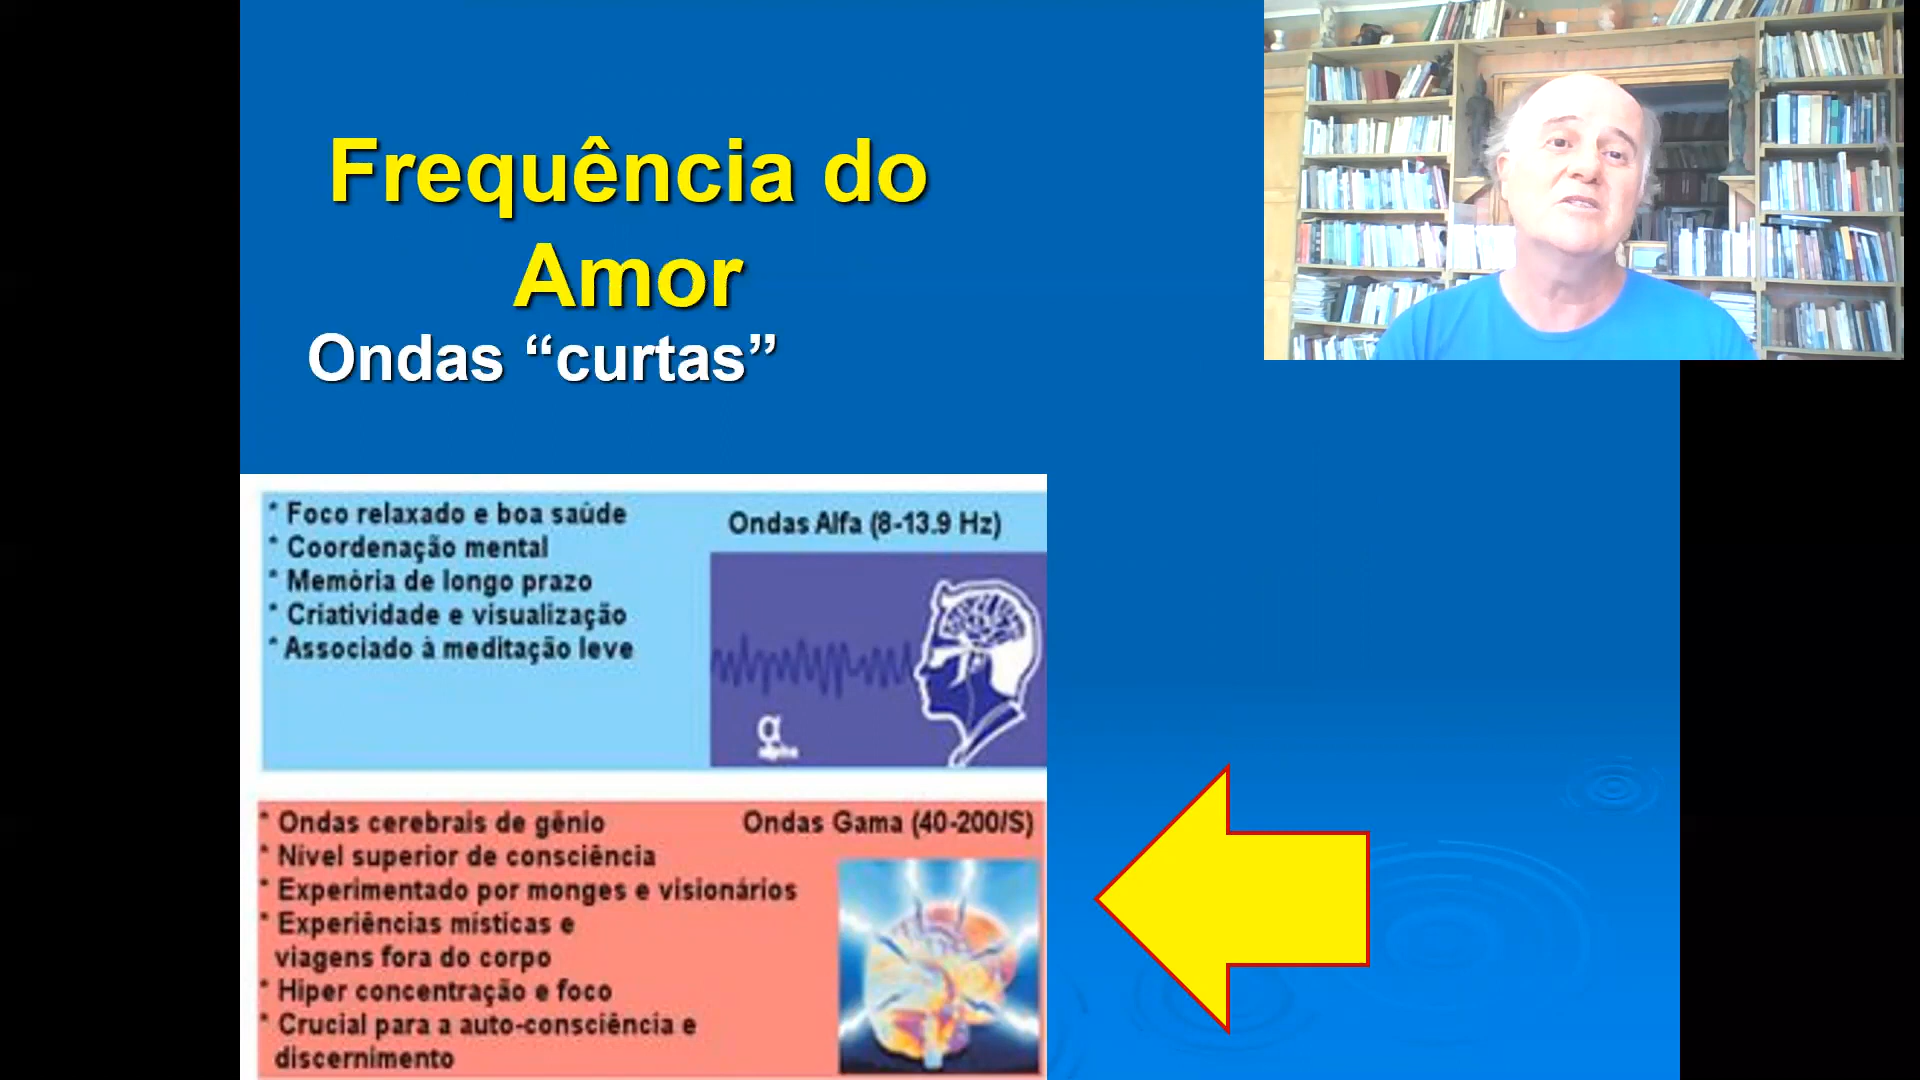 Frequência do
Amor
Ondas “curtas”
* Foco relaxado e boa saúde
* Coordenação mental
* Memória de longo prazo
* Criatividade e visualização
* Associado à meditação leve
Ondas Alfa (8-13.9 Hz)
α
alpha
* Ondas cerebrais de gênio
* Nível superior de consciência
* Experimentado por monges e visionários
* Experiências místicas e
viagens fora do corpo
* Hiper concentração e foco
* Crucial para a auto-consciência e
discernimento
Ondas Gama (40-200/S)